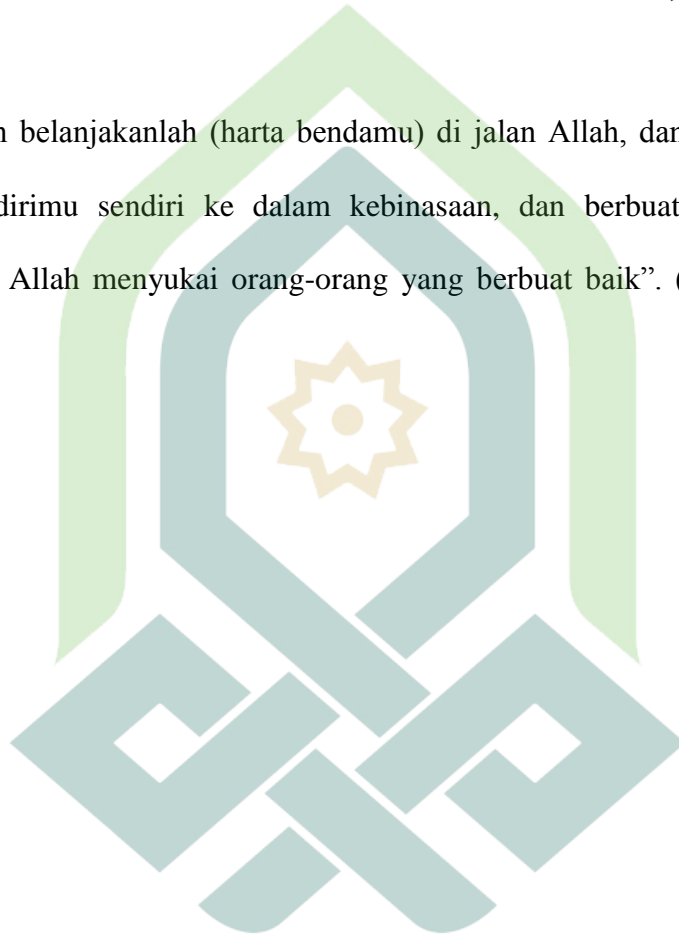 belanjakanlah (harta bendamu) di jalan Allah, dan
dirimu sendiri ke dalam kebinasaan, dan berbuat
Allah menyukai orang-orang yang berbuat baik”. (